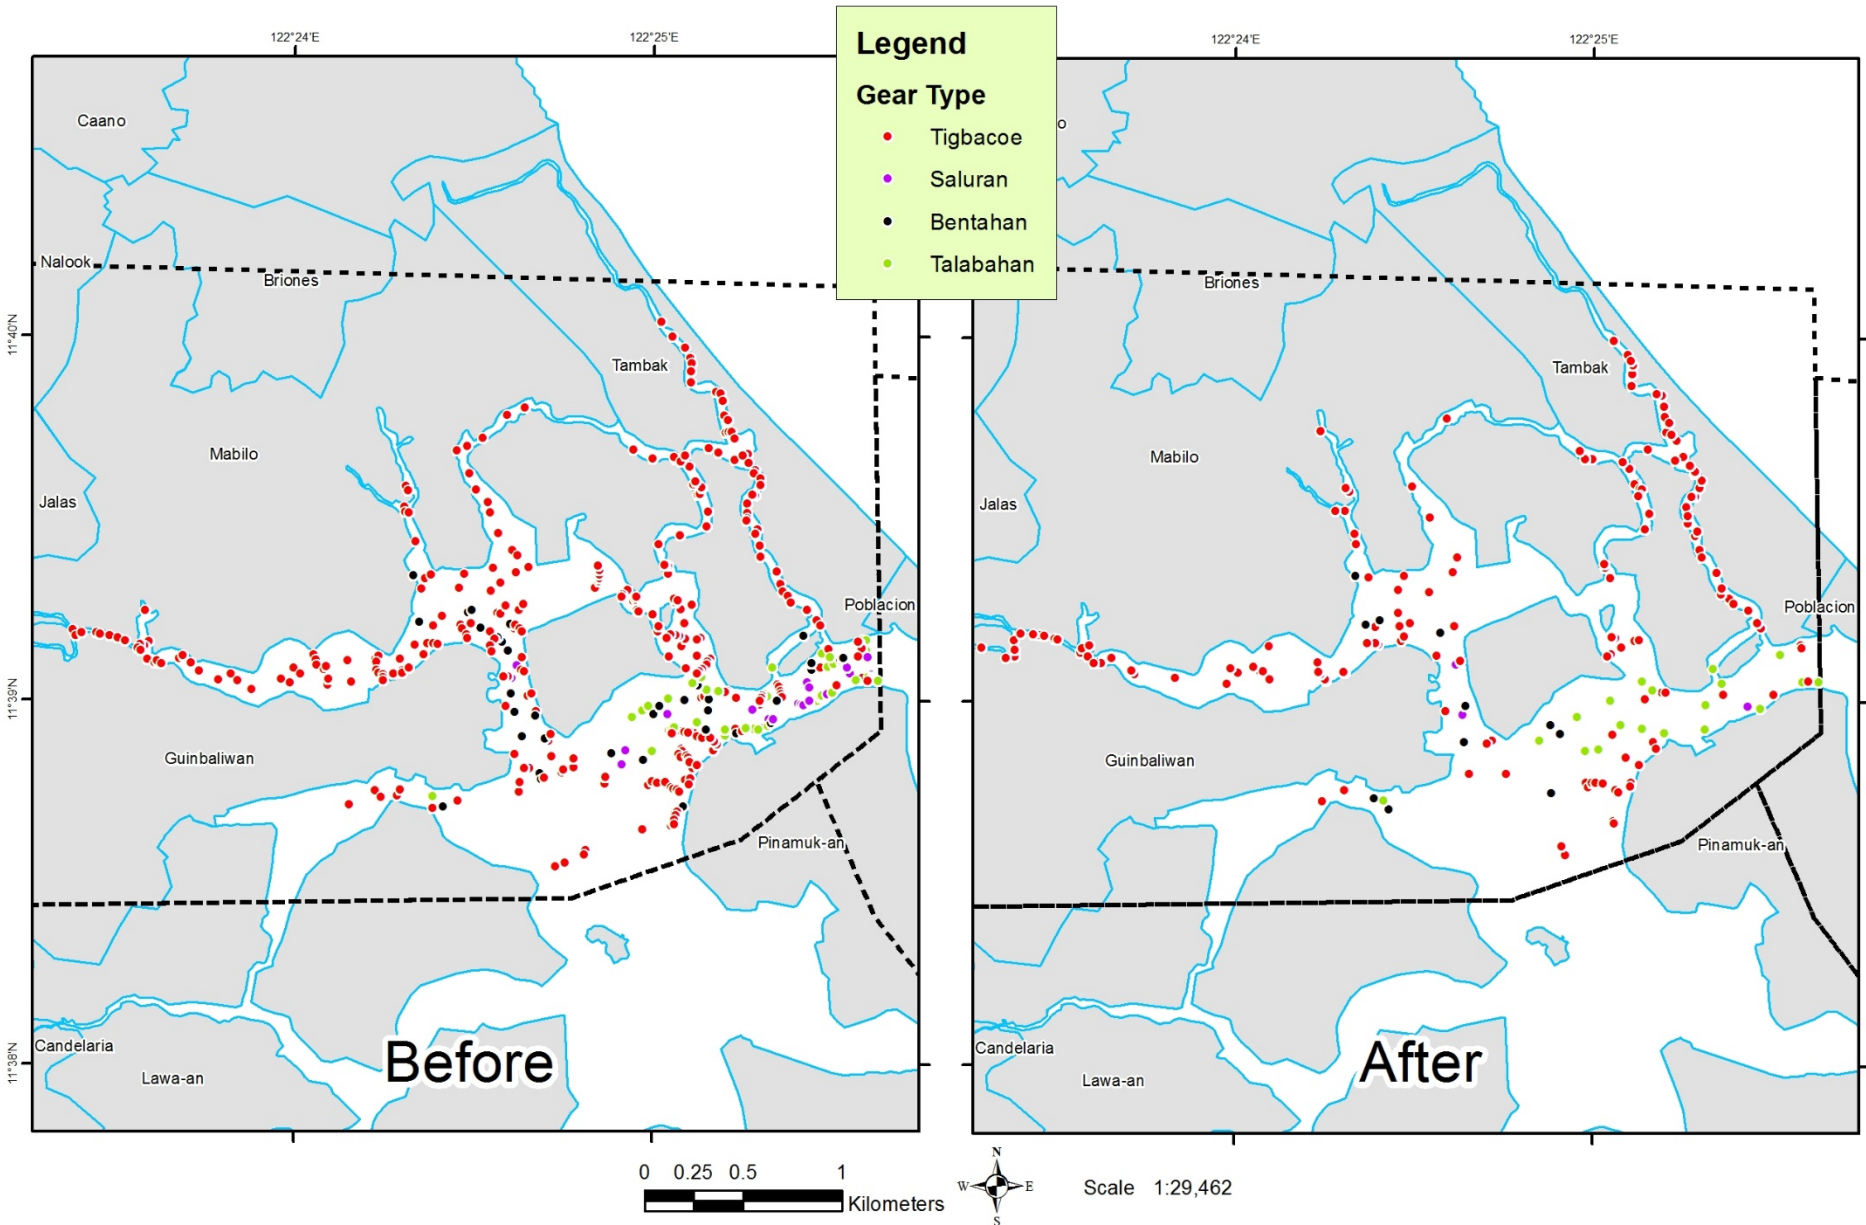 122°24'E
122°25'E
Legend
Gear Type
Tigbacoe
Saluran
Bentahan
Talabahan
122°24'E
122°25'E
Caano
Nalook
Briones
11°40'N
Tambak
Mabilo
Jalas
Poblacion
11°39'N
Guinbaliwan
Pinamuk-an
Candelaria
11°38'N
Lawa-an
Before
o
Briones
Tambak
Mabilo
Jalas
Poblacion
Guinbaliwan
Pinamuk-an
Candelaria
Lawa-an
After
0 0.25 0.5 1
Kilometers
N
W E
S
Scale 1:29,462